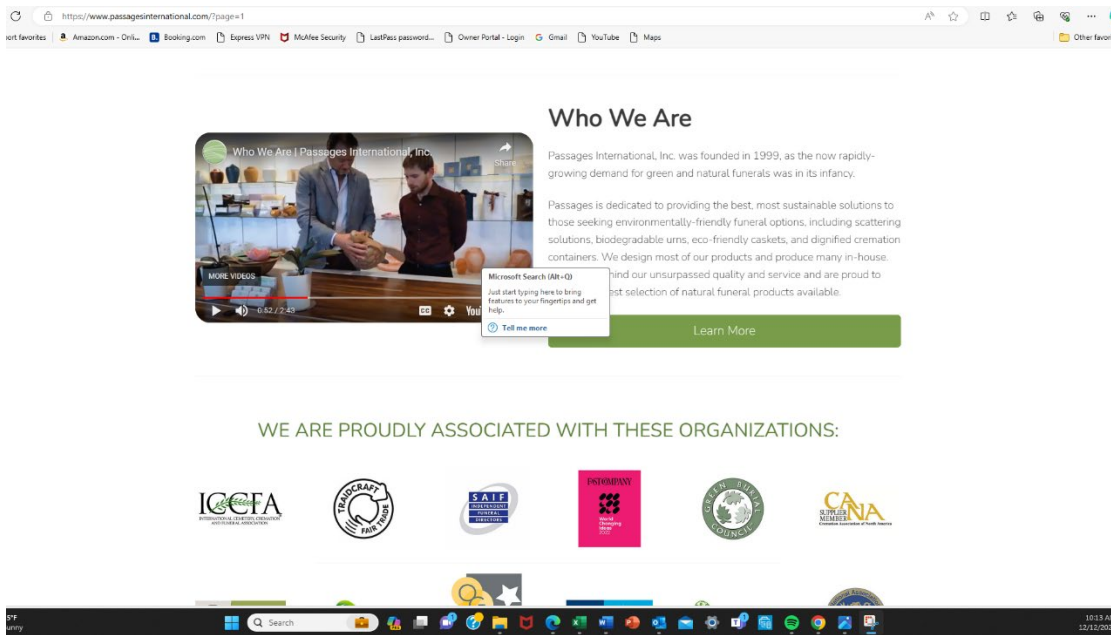 https://www.passagesinternational.com/?page=1
ort favorites Amazon.com - Onli... Booking.com Express VPN McAfee Security LastPass password... Owner Portal - Login Gmail YouTube Maps Other favori
Who We Are | Passages International, Inc.
Share
MORE VIDEOS
0:52 / 2:43
CC
You
Who We Are
Passages International, Inc. was founded in 1999, as the now rapidly-
growing demand for green and natural funerals was in its infancy.
Passages is dedicated to providing the best, most sustainable solutions to
those seeking environmentally-friendly funeral options, including scattering
solutions, biodegradable urns, eco-friendly caskets, and dignified cremation
containers. We design most of our products and produce many in-house.
ind our unsurpassed quality and service and are proud to
est selection of natural funeral products available.
Microsoft Search (Alt+Q)
Just start typing here to bring
features to your fingertips and get
help.
Tell me more
Learn More
WE ARE PROUDLY ASSOCIATED WITH THESE ORGANIZATIONS:
ICCFA
INTERNATIONAL CEMETERY, CREMATION
AND FUNERAL ASSOCIATION
TRAIDCRAFT
FAIR TRADE
SAIF
INDEPENDENT
FUNERAL
DIRECTORS
FAST COMPANY
World
Changing
Ideas
2022
GREEN BURIAL
COUNCIL
CANA
SUPPLIER
MEMBER
Cremation Association of North America
5°F
unny
Search
10:13 A
12/12/20